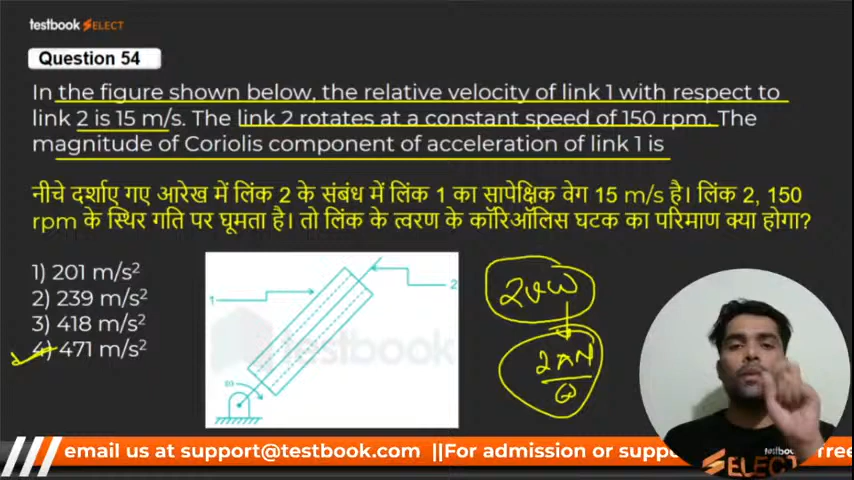 testbook SELECT
Question 54
In the figure shown below, the relative velocity of link 1 with respect to
link 2 is 15 m/s. The link 2 rotates at a constant speed of 150 rpm. The
magnitude of Coriolis component of acceleration of link 1 is
नीचे दर्शाए गए आरेख में लिंक 2 के संबंध में लिंक 1 का सापेक्षिक वेग 15 m/s है। लिंक 2, 150
rpm के स्थिर गति पर घूमता है। तो लिंक के त्वरण के कॉरिऑलिस घटक का परिमाण क्या होगा?
1) 201 m/s²
2) 239 m/s²
3) 418 m/s²
4) 471 m/s²
1
2
ω
testbook
2vω
2πN
60
testbook
SELECT
email us at support@testbook.com ||For admission or suppo
free